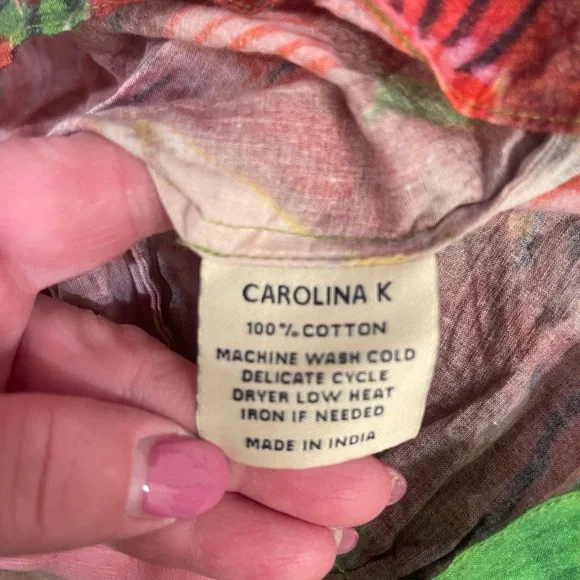 CAROLINA K
100% COTTON
MACHINE WASH COLD
DELICATE CYCLE
DRYER LOW HEAT
IRON IF NEEDED
MADE IN INDIA